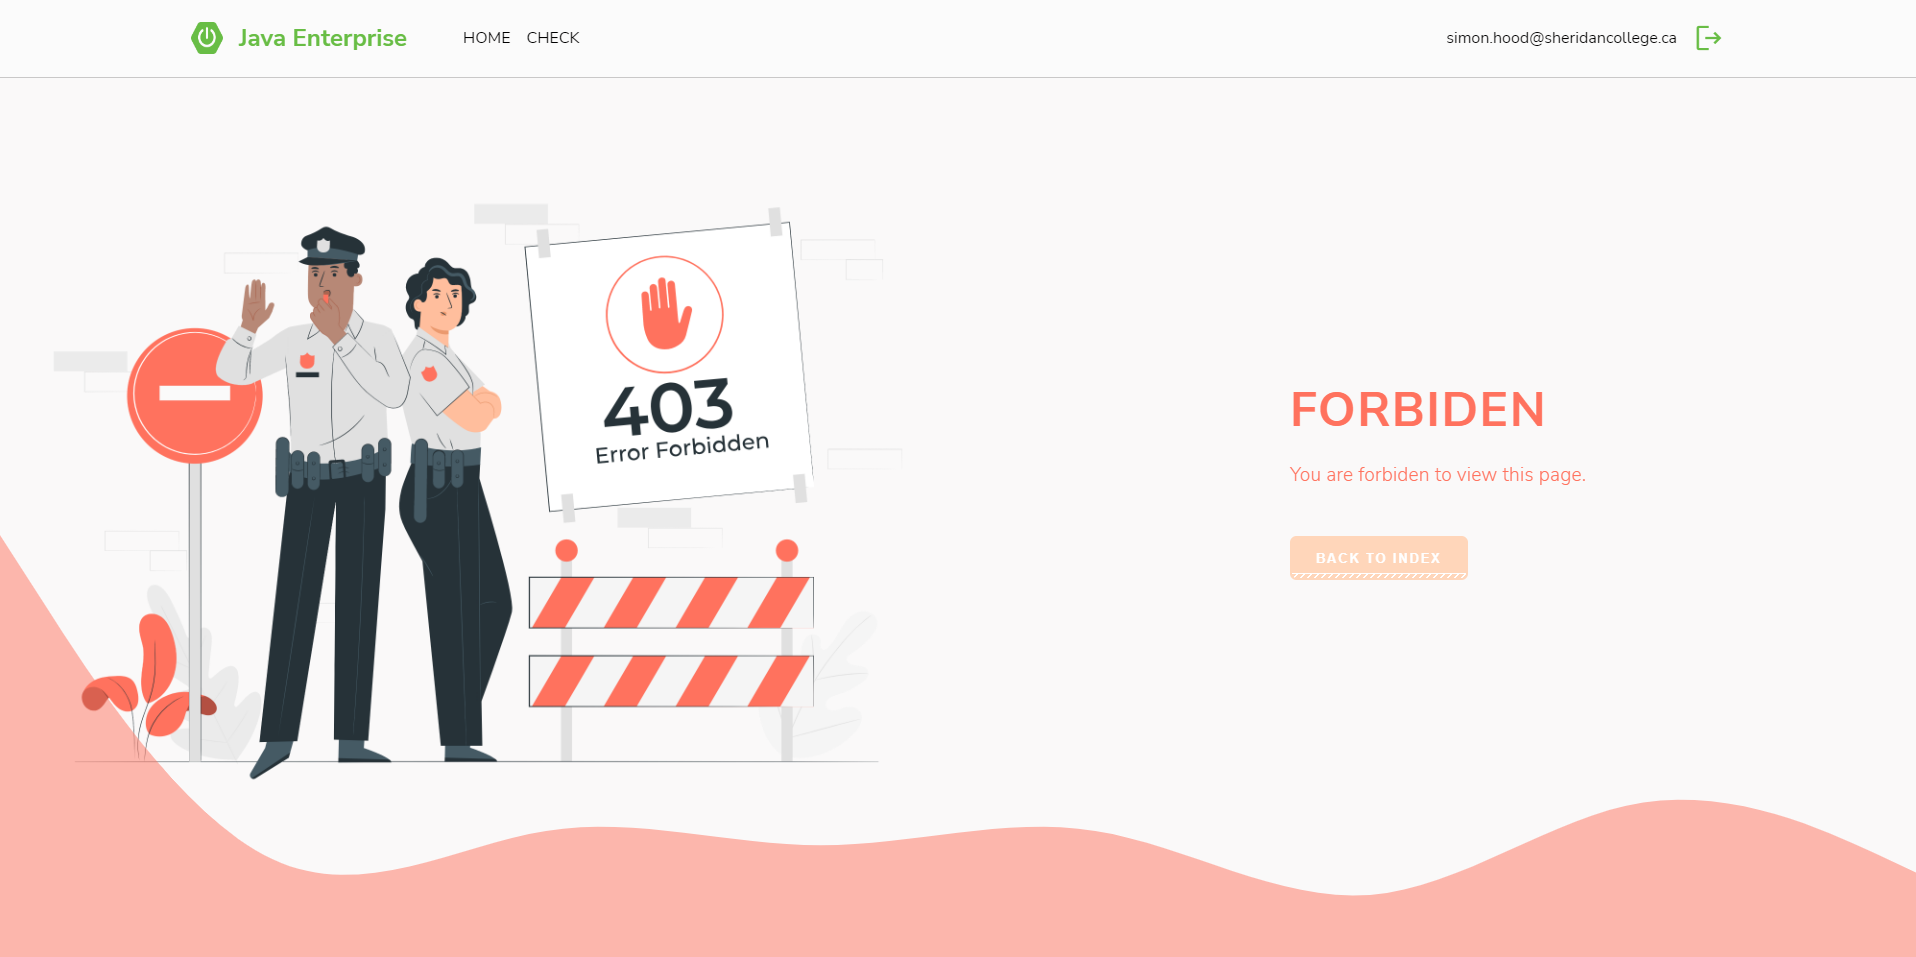 Java Enterprise
HOME CHECK
simon.hood@sheridancollege.ca
403
Error Forbidden
FORBIDEN
You are forbiden to view this page.
BACK TO INDEX